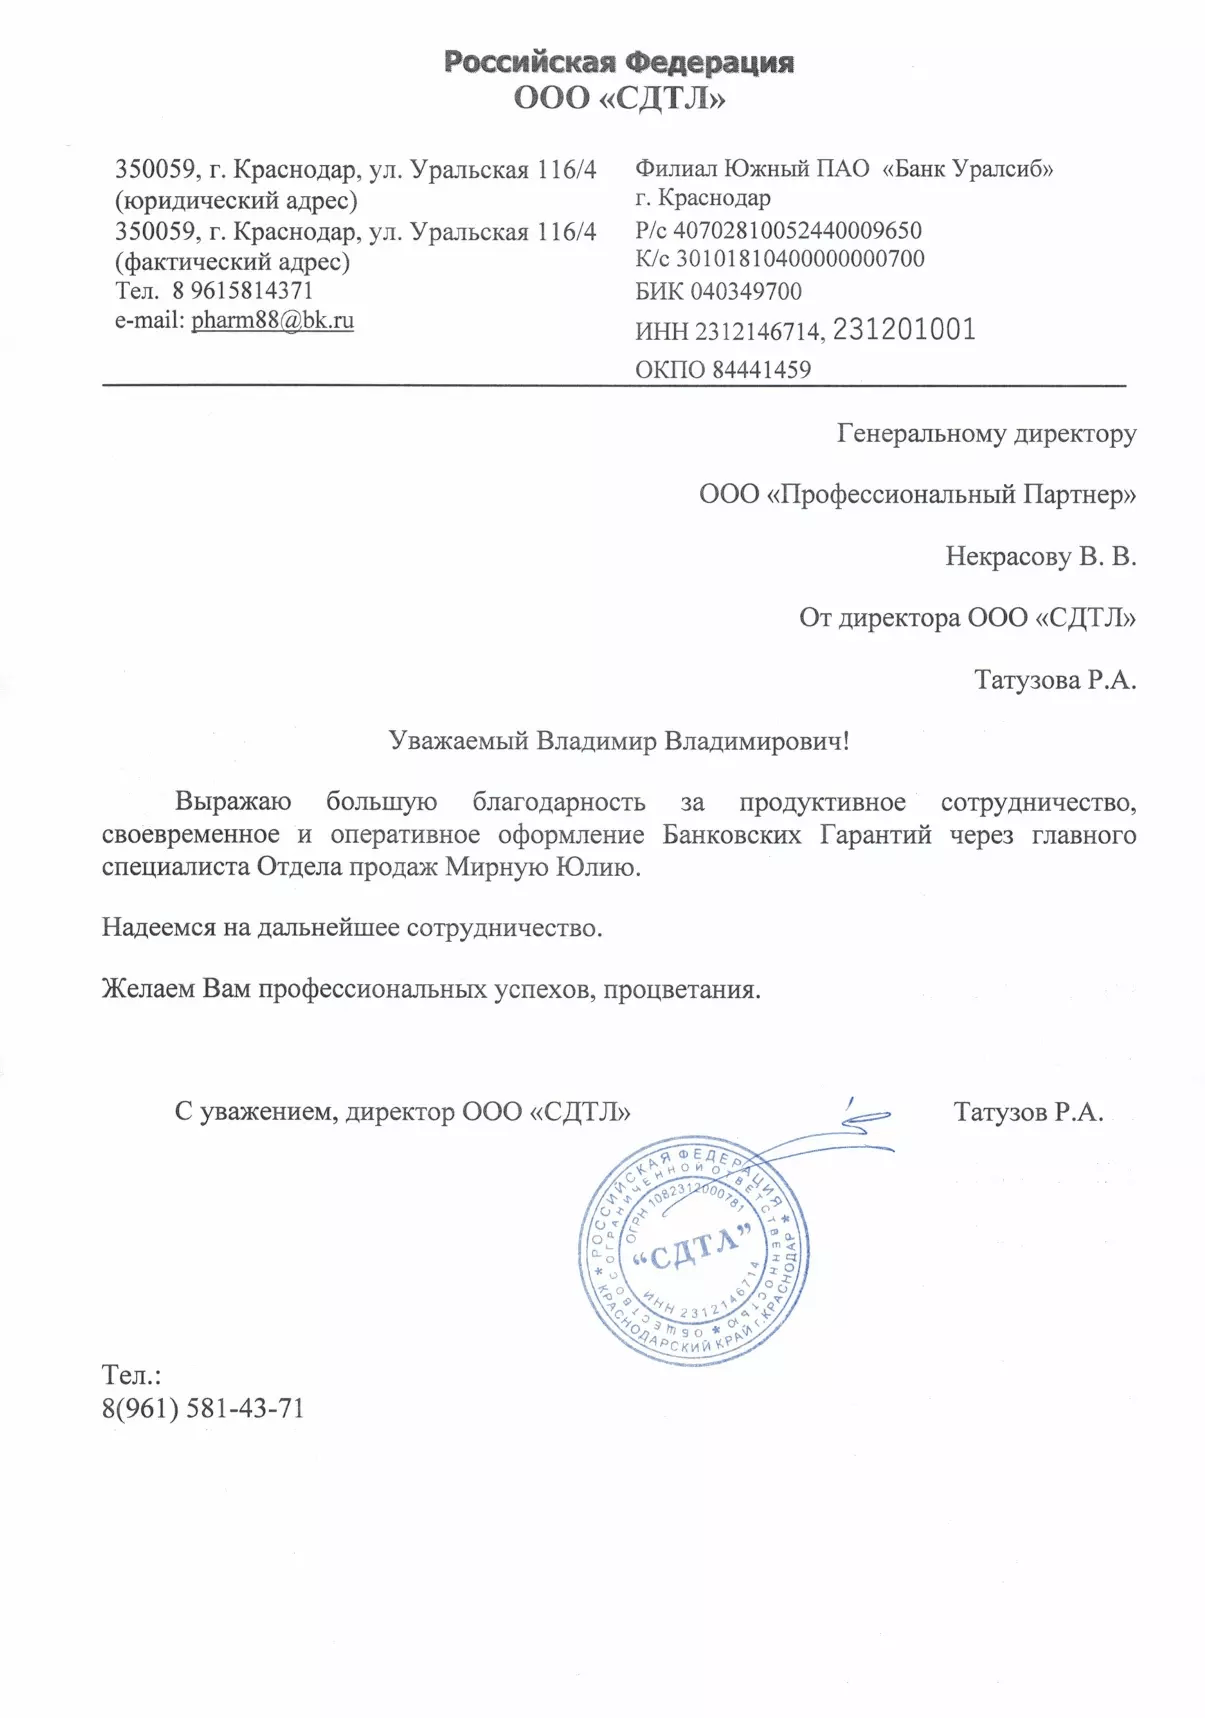 Российская Федерация
ООО «СДТЛ»
350059, г. Краснодар, ул. Уральская 116/4
(юридический адрес)
350059, г. Краснодар, ул. Уральская 116/4
(фактический адрес)
Тел.  8 9615814371
e-mail: pharm88@bk.ru
Филиал Южный ПАО  «Банк Уралсиб»
г. Краснодар
Р/с 40702810052440009650
К/с 30101810400000000700
БИК 040349700
ИНН 2312146714, 231201001
ОКПО 84441459
Генеральному директору
ООО «Профессиональный Партнер»
Некрасову В. В.
От директора ООО «СДТЛ»
Татузова Р.А.
Уважаемый Владимир Владимирович!
Выражаю большую благодарность за продуктивное сотрудничество,
своевременное и оперативное оформление Банковских Гарантий через главного
специалиста Отдела продаж Мирную Юлию.
Надеемся на дальнейшее сотрудничество.
Желаем Вам профессиональных успехов, процветания.
С уважением, директор ООО «СДТЛ» Татузов Р.А.
* РОССИЙСКАЯ ФЕДЕРАЦИЯ *
КРАСНОДАРСКИЙ КРАЙ г.КРАСНОДАР
* ОБЩЕСТВО С ОГРАНИЧЕННОЙ ОТВЕТСТВЕННОСТЬЮ
ОГРН 1082312000781
“СДТЛ”
ИНН 2312146714
Тел.:
8(961) 581-43-71